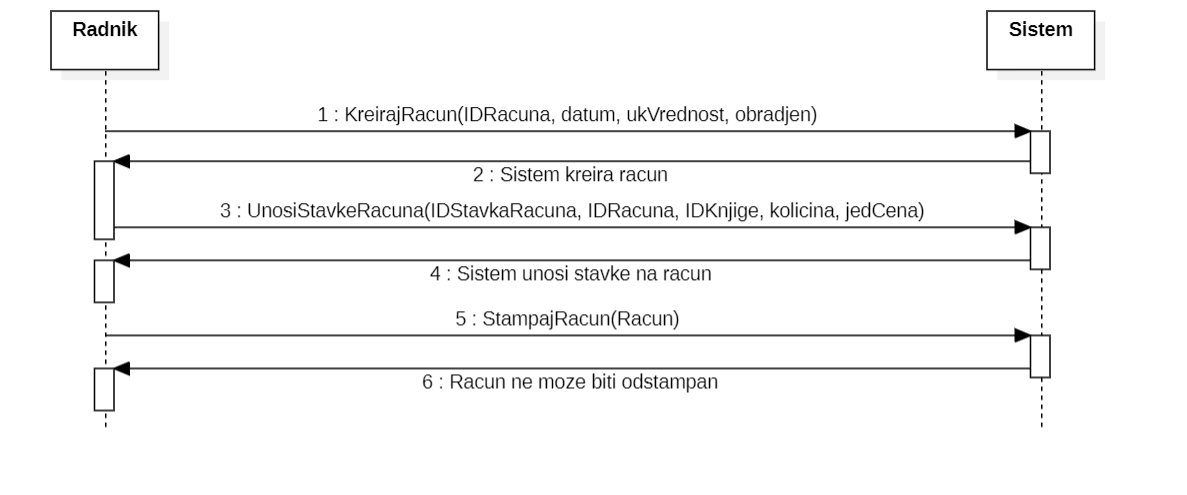 Radnik
Sistem
1 : KreirajRacun(IDRacuna, datum, ukVrednost, obradjen)
2 : Sistem kreira racun
3 : UnosiStavkeRacuna(IDStavkaRacuna, IDRacuna, IDKnjige, kolicina, jedCena)
4 : Sistem unosi stavke na racun
5 : StampajRacun(Racun)
6 : Racun ne moze biti odstampan